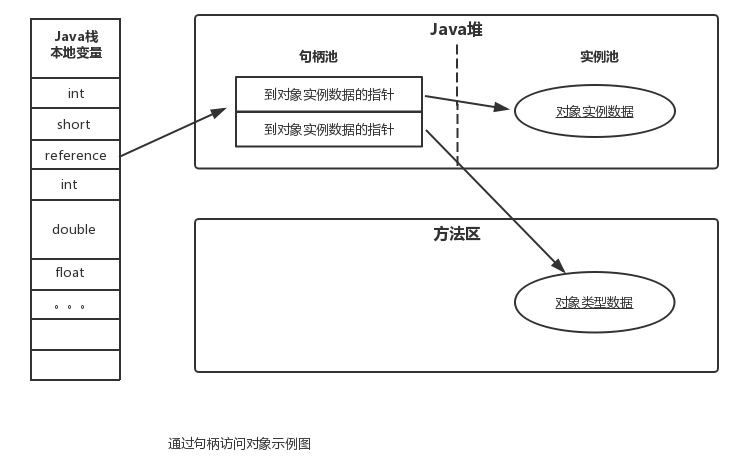 Java栈
本地变量
int
short
reference
int
double
float
。。。
Java堆
句柄池
实例池
到对象实例数据的指针
到对象实例数据的指针
对象实例数据
方法区
对象类型数据
通过句柄访问对象示例图